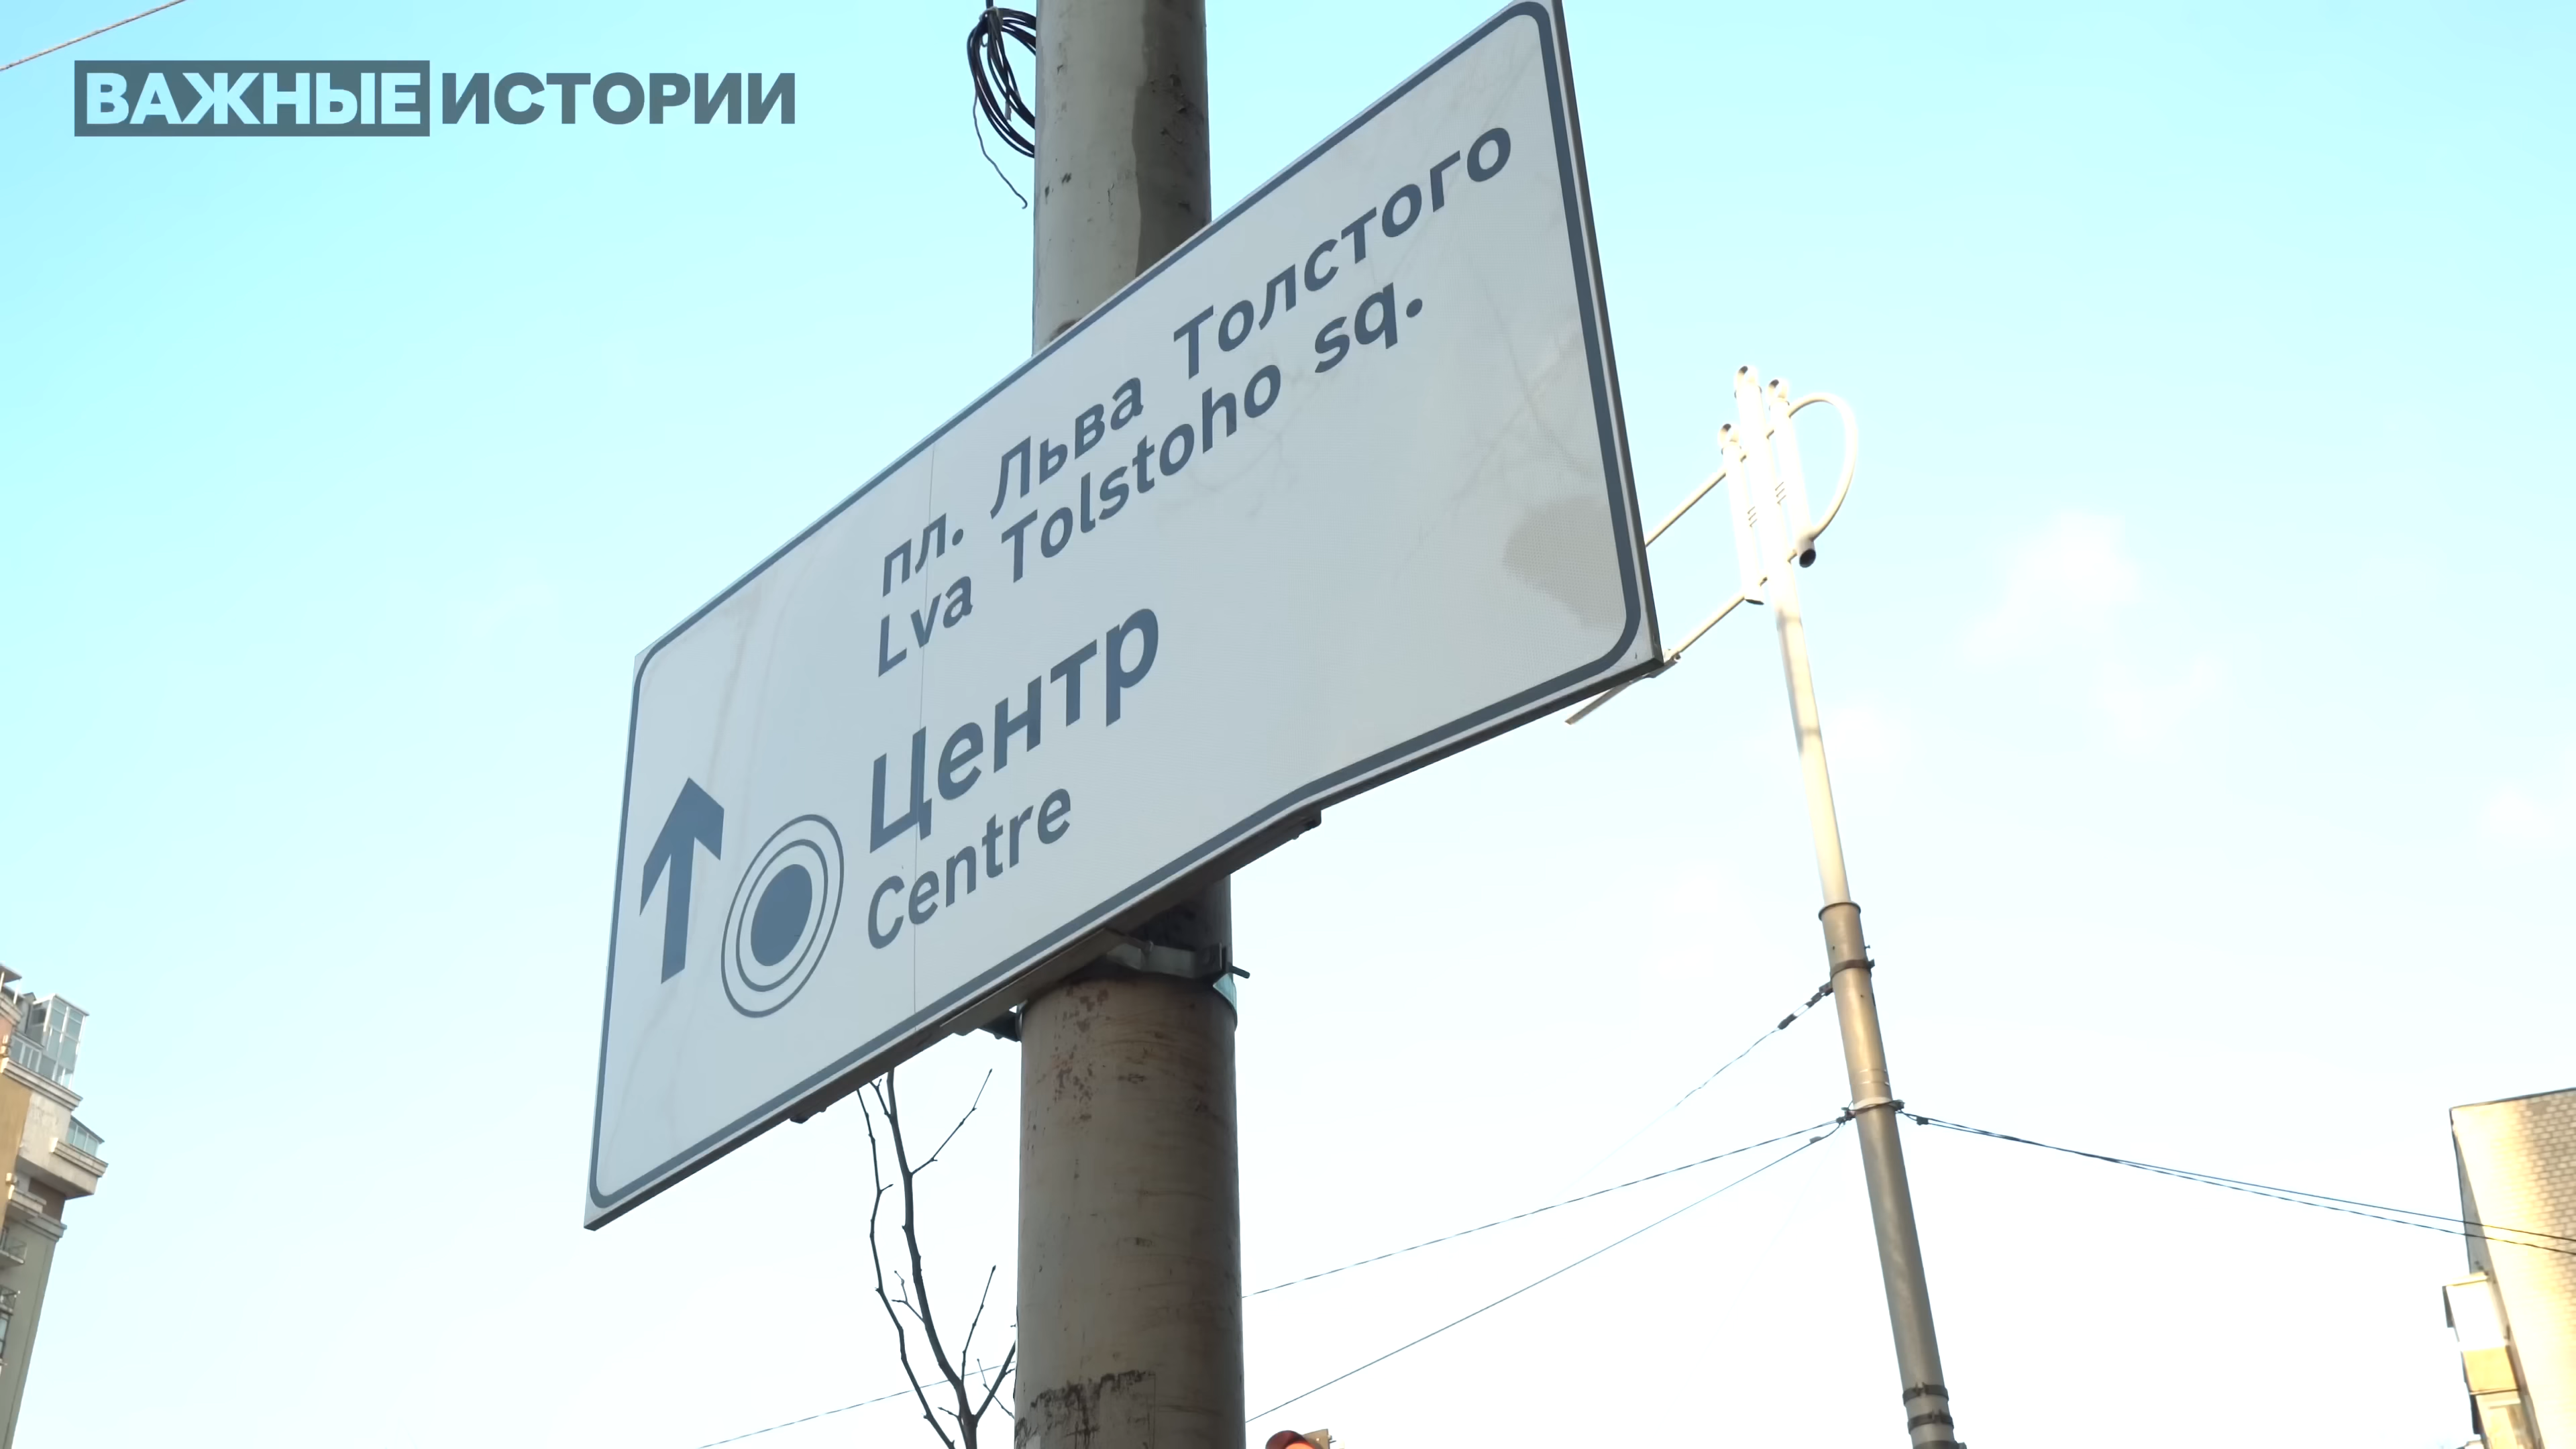 ВАЖНЫЕ ИСТОРИИ
пл. Льва Толстого
Lva Tolstoho sq.
Центр
Centre